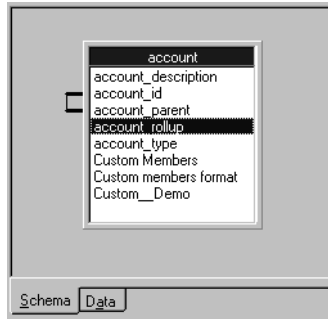 account
account_description
account_id
account_parent
account_rollup
account_type
Custom Members
Custom members format
Custom__Demo
Schema Data